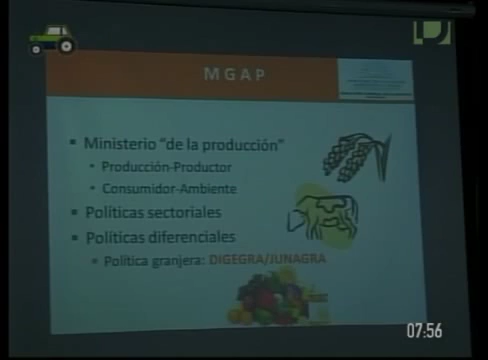 MGAP
Ministerio "de la producción"
Producción-Productor
Consumidor-Ambiente
Políticas sectoriales
Políticas diferenciales
Política granjera: DIGEGRA/JUNAGRA
07:56